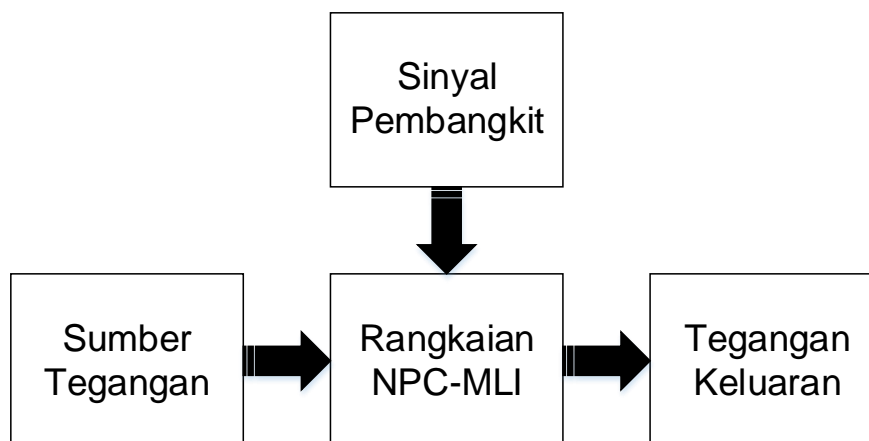 Sinyal
Pembangkit
Sumber
Tegangan
Rangkaian
NPC-MLI
Tegangan
Keluaran